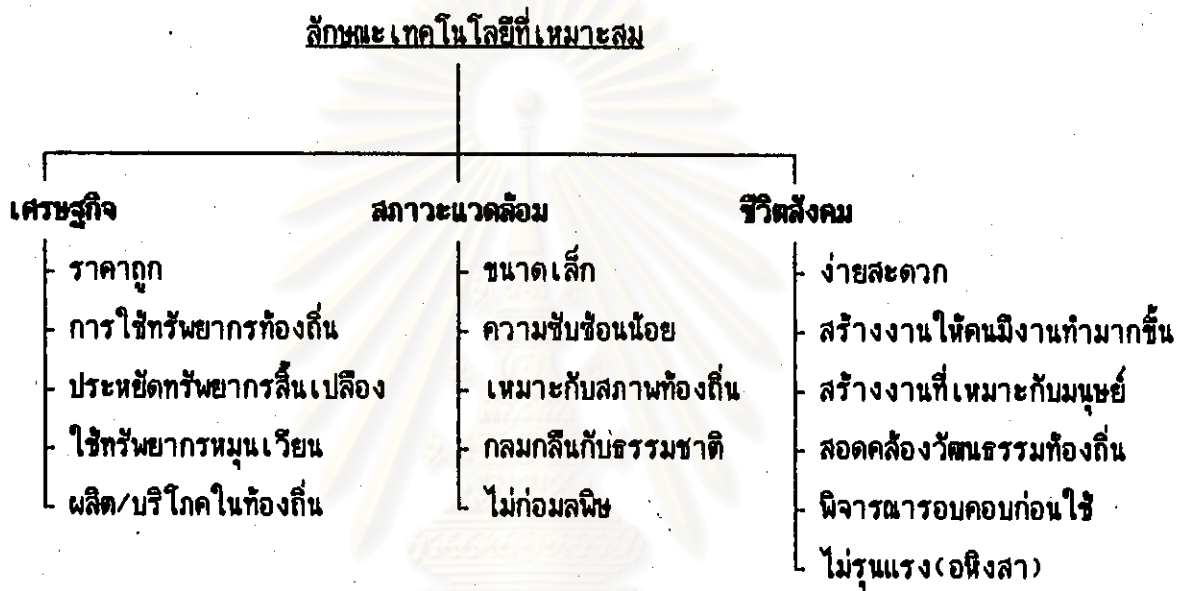 ลักษณะเทคโนโลยีที่เหมาะสม
เศรษฐกิจ
- ราคาถูก
- การใช้ทรัพยากรท้องถิ่น
- ประหยัดทรัพยากรสิ้นเปลือง
- ใช้ทรัพยากรหมุนเวียน
- ผลิต/บริโภคในท้องถิ่น
สภาวะแวดล้อม
- ขนาดเล็ก
- ความซับซ้อนน้อย
- เหมาะกับสภาพท้องถิ่น
- กลมกลืนกับธรรมชาติ
- ไม่ก่อมลพิษ
ชีวิตสังคม
- ง่ายสะดวก
- สร้างงานให้คนมีงานทำมากขึ้น
- สร้างงานที่เหมาะกับมนุษย์
- สอดคล้องวัฒนธรรมท้องถิ่น
- พิจารณารอบคอบก่อนใช้
- ไม่รุนแรง(อหิงสา)